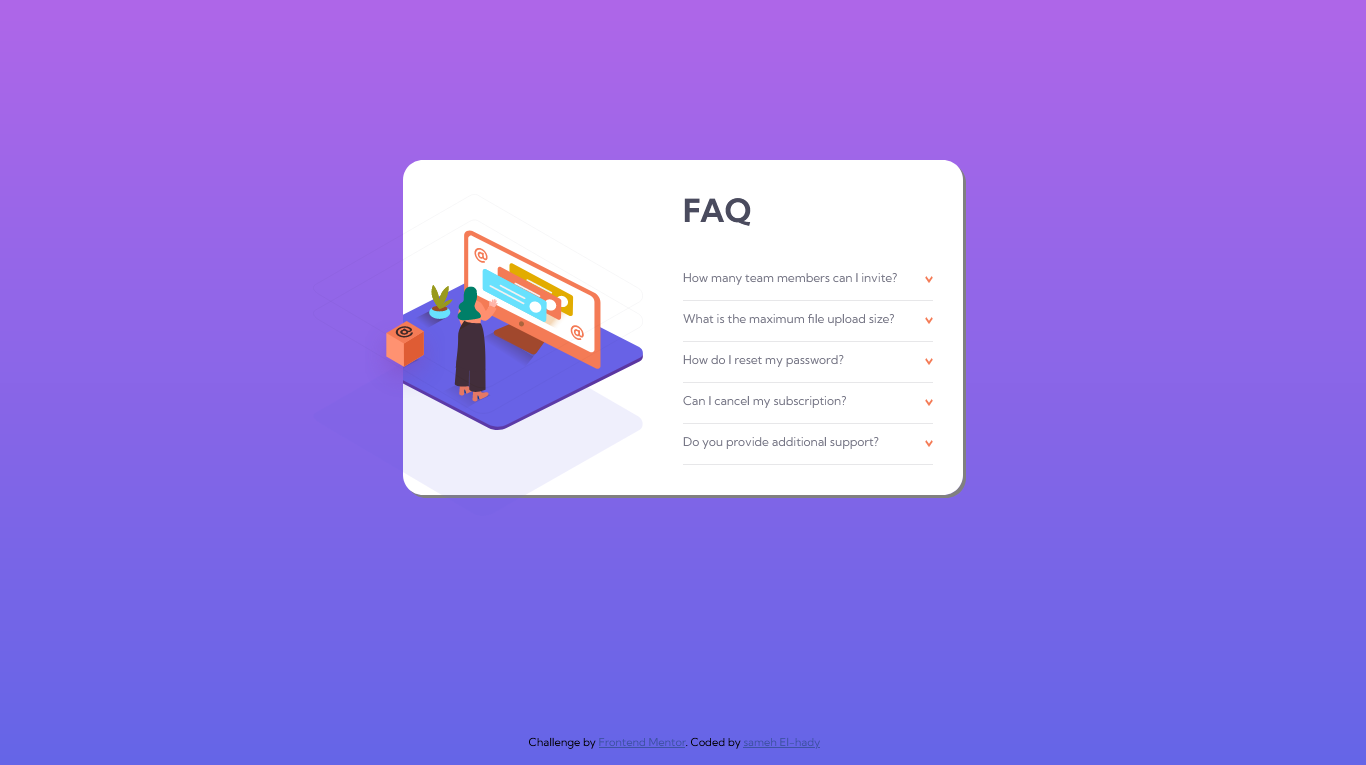 FAQ
How many team members can I invite?
What is the maximum file upload size?
How do I reset my password?
Can I cancel my subscription?
Do you provide additional support?
Challenge by Frontend Mentor. Coded by sameh El-hady